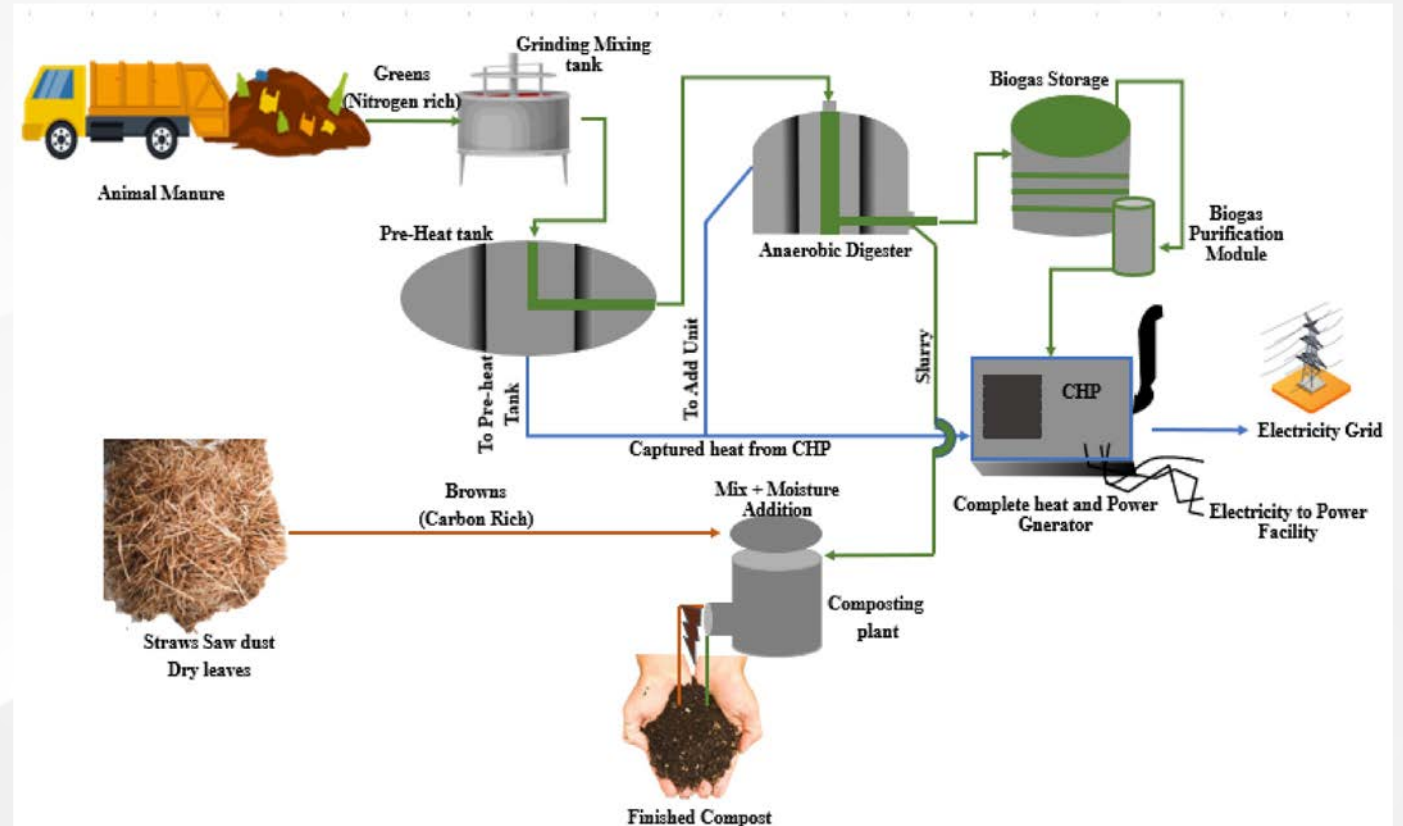 Grinding Mixing
tank
Greens
(Nitrogen rich)
Animal Manure
Biogas Storage
Pre-Heat tank
Anaerobic Digester
Biogas
Purification
Module
To Pre-heat
Tank
To Add Unit
Slurry
CHP
Electricity Grid
Captured heat from CHP
Browns
(Carbon Rich)
Mix + Moisture
Addition
Complete heat and Power
Gnerator
Electricity to Power
Facility
Composting
plant
Straws Saw dust
Dry leaves
Finished Compost